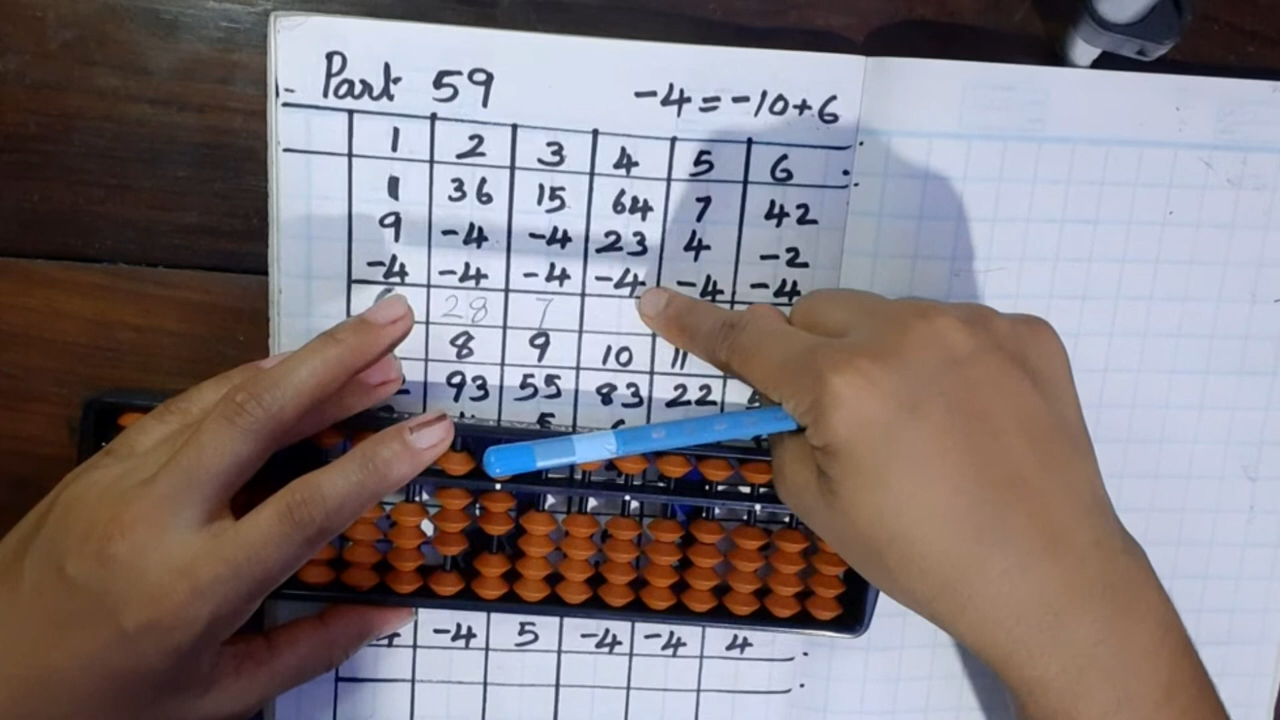 Part 59 -4=-10+6
1 2 3 4 5 6
1 36 15 64 7 42
9 -4 -4 23 4 -2
-4 -4 -4 -4 -4 -4
28 7
8 9 10 11
93 55 83 22
-4 5 -4 -4 4